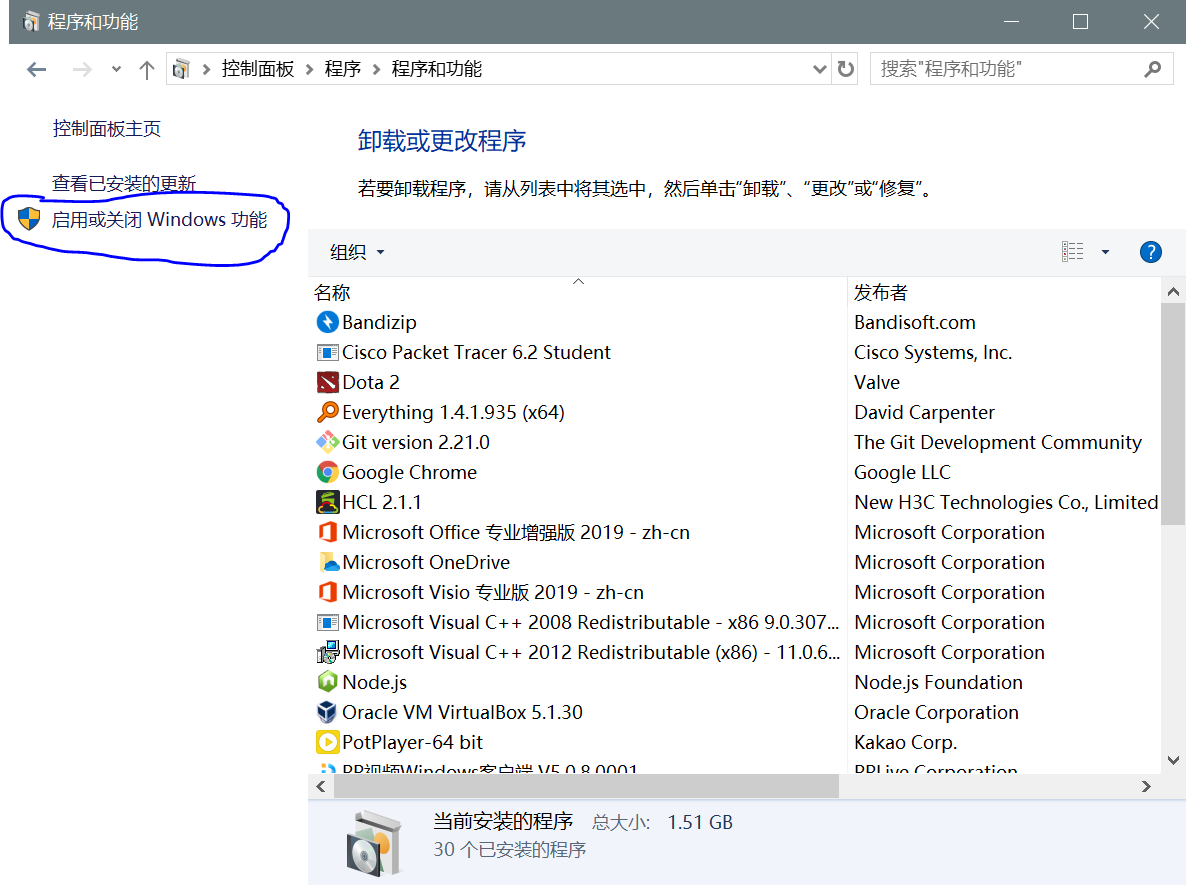 程序和功能
控制面板 程序 程序和功能
搜索"程序和功能"
控制面板主页
查看已安装的更新
启用或关闭 Windows 功能
卸载或更改程序
若要卸载程序，请从列表中将其选中，然后单击“卸载”、“更改”或“修复”。
组织
名称 发布者
Bandizip Bandisoft.com
Cisco Packet Tracer 6.2 Student Cisco Systems, Inc.
Dota 2 Valve
Everything 1.4.1.935 (x64) David Carpenter
Git version 2.21.0 The Git Development Community
Google Chrome Google LLC
HCL 2.1.1 New H3C Technologies Co., Limited
Microsoft Office 专业增强版 2019 - zh-cn Microsoft Corporation
Microsoft OneDrive Microsoft Corporation
Microsoft Visio 专业版 2019 - zh-cn Microsoft Corporation
Microsoft Visual C++ 2008 Redistributable - x86 9.0.307... Microsoft Corporation
Microsoft Visual C++ 2012 Redistributable (x86) - 11.0.6... Microsoft Corporation
Node.js Node.js Foundation
Oracle VM VirtualBox 5.1.30 Oracle Corporation
PotPlayer-64 bit Kakao Corp.
PP视频Windows客户端 V5.0.8.0001 PPLive Corporation
当前安装的程序 总大小: 1.51 GB
30 个已安装的程序